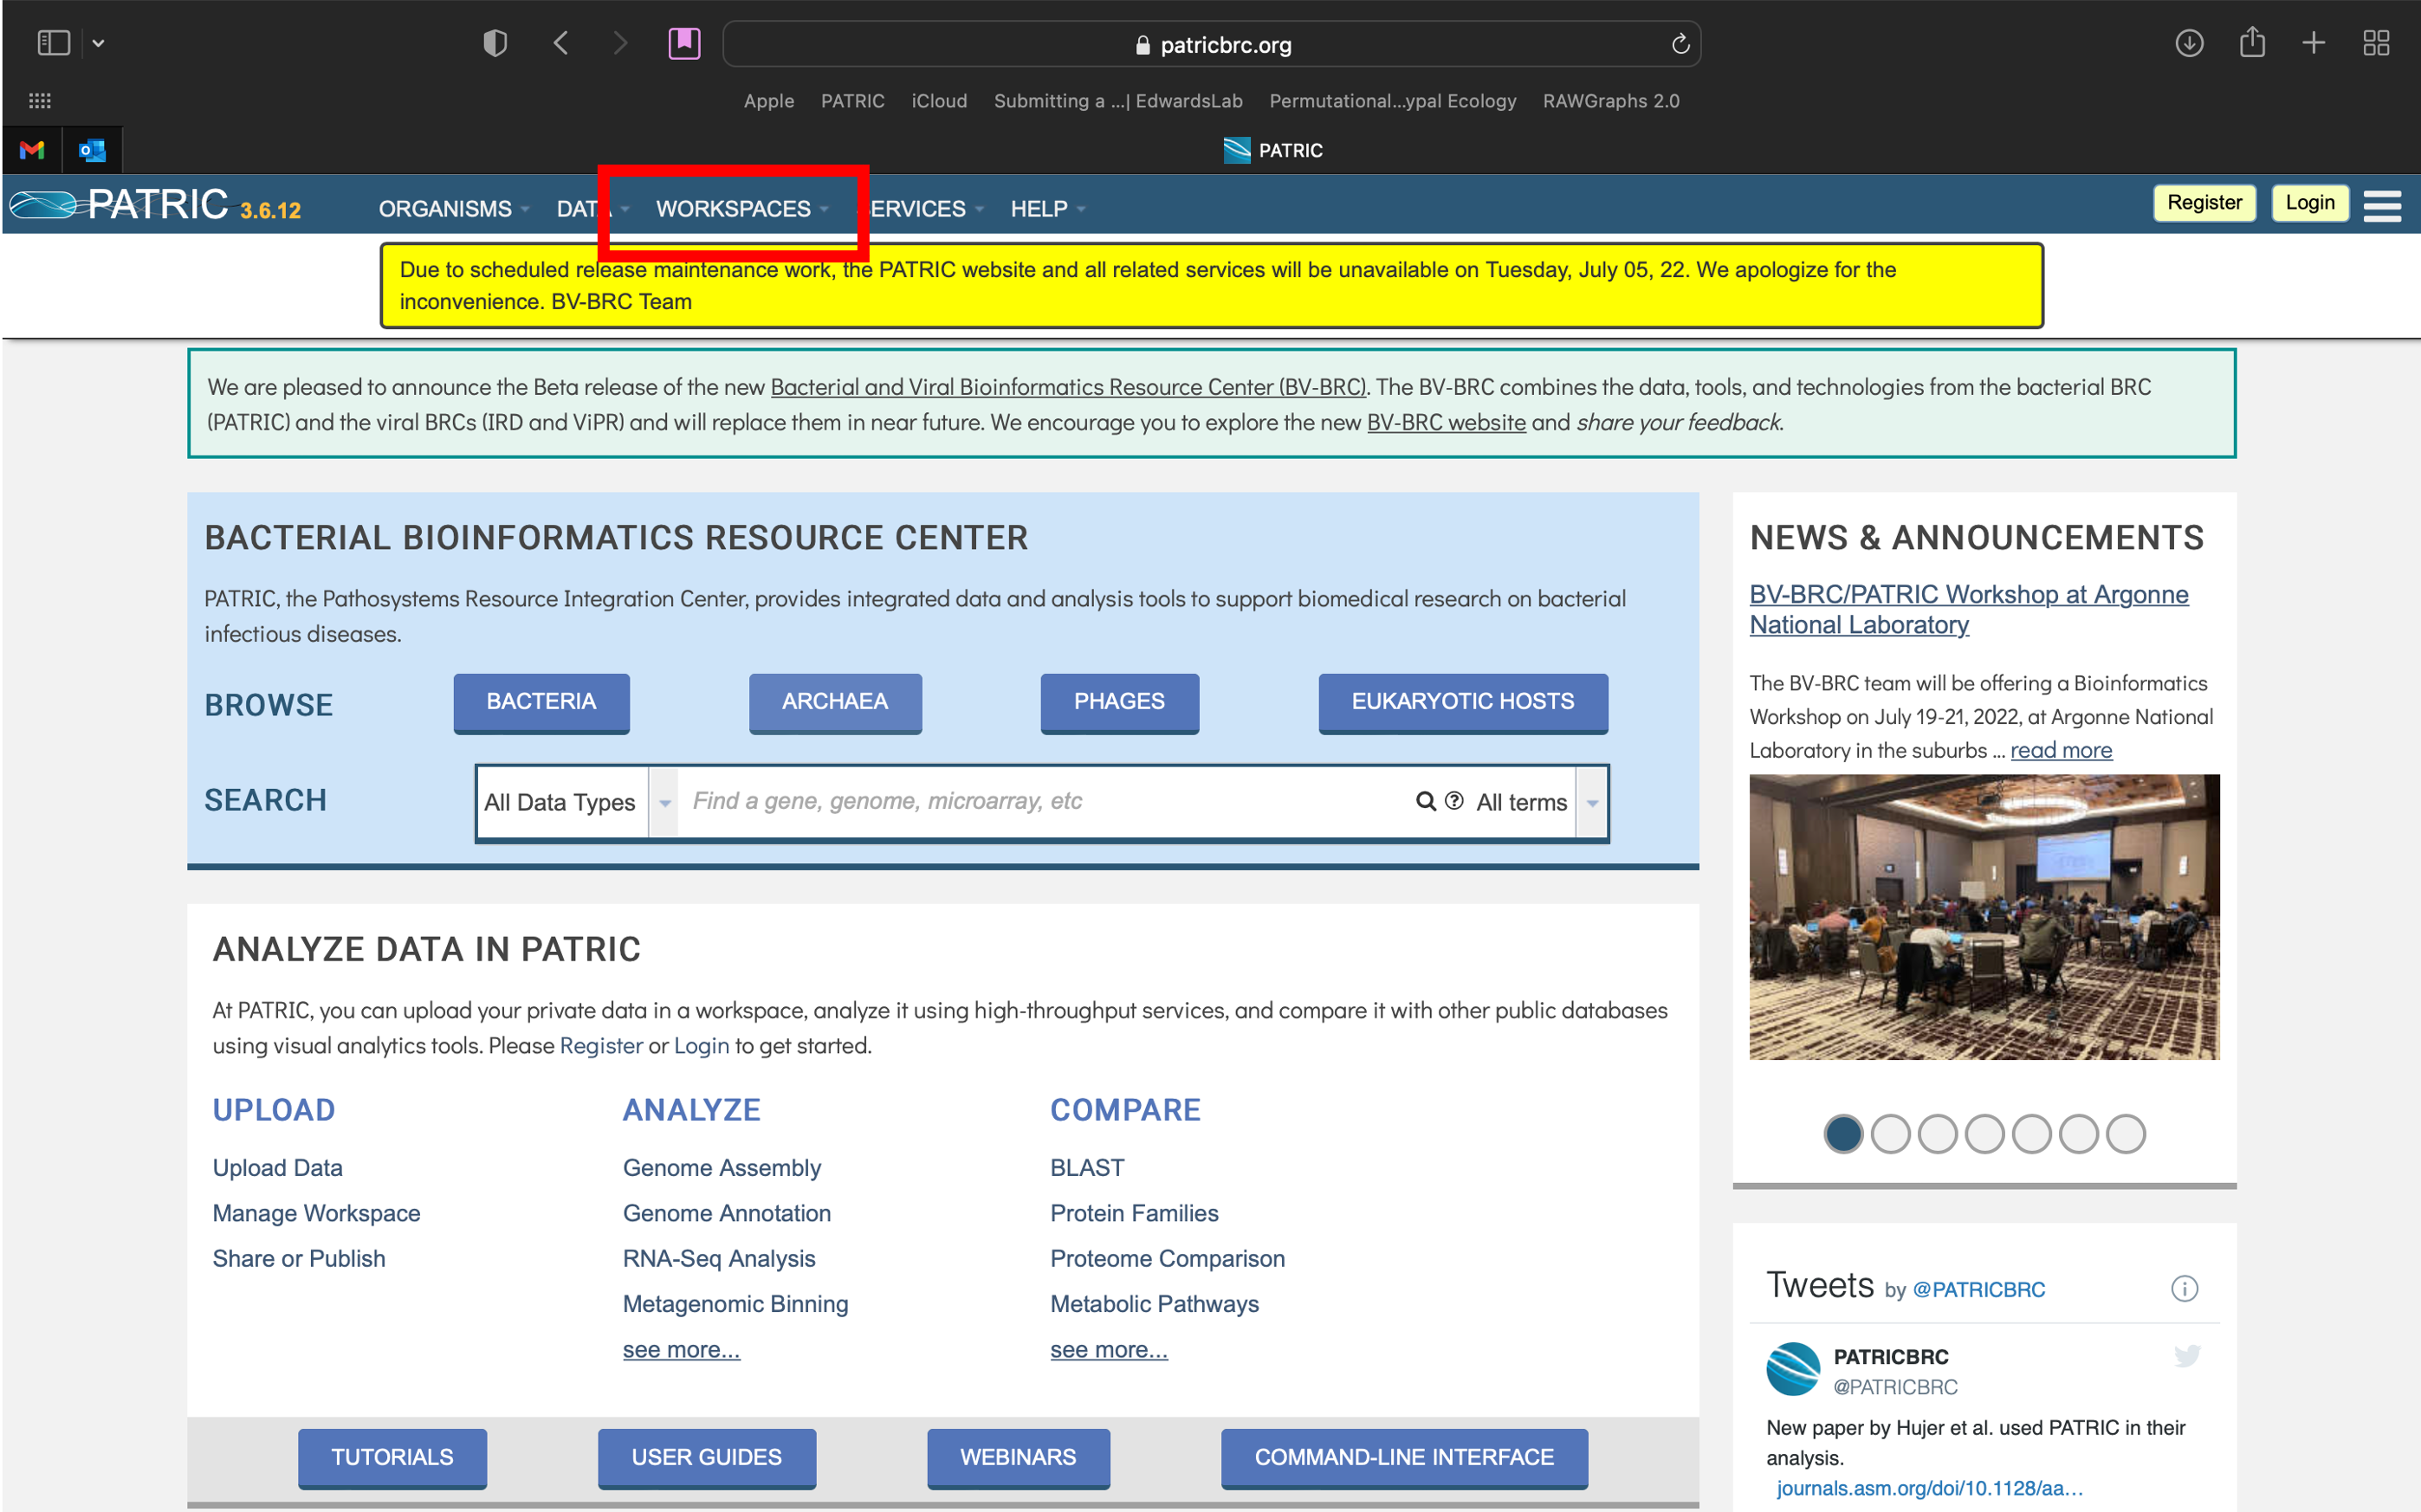 patricbrc.org
Apple PATRIC iCloud Submitting a ...| EdwardsLab Permutational...ypal Ecology RAWGraphs 2.0
PATRIC
PATRIC 3.6.12 ORGANISMS DATA WORKSPACES ERVICES HELP Register Login
Due to scheduled release maintenance work, the PATRIC website and all related services will be unavailable on Tuesday, July 05, 22. We apologize for the
inconvenience. BV-BRC Team
We are pleased to announce the Beta release of the new Bacterial and Viral Bioinformatics Resource Center (BV-BRC). The BV-BRC combines the data, tools, and technologies from the bacterial BRC
(PATRIC) and the viral BRCs (IRD and ViPR) and will replace them in near future. We encourage you to explore the new BV-BRC website and share your feedback.
BACTERIAL BIOINFORMATICS RESOURCE CENTER
PATRIC, the Pathosystems Resource Integration Center, provides integrated data and analysis tools to support biomedical research on bacterial
infectious diseases.
BROWSE BACTERIA ARCHAEA PHAGES EUKARYOTIC HOSTS
SEARCH All Data Types Find a gene, genome, microarray, etc All terms
ANALYZE DATA IN PATRIC
At PATRIC, you can upload your private data in a workspace, analyze it using high-throughput services, and compare it with other public databases
using visual analytics tools. Please Register or Login to get started.
UPLOAD
Upload Data
Manage Workspace
Share or Publish
ANALYZE
Genome Assembly
Genome Annotation
RNA-Seq Analysis
Metagenomic Binning
see more...
COMPARE
BLAST
Protein Families
Proteome Comparison
Metabolic Pathways
see more...
TUTORIALS USER GUIDES WEBINARS COMMAND-LINE INTERFACE
NEWS & ANNOUNCEMENTS
BV-BRC/PATRIC Workshop at Argonne
National Laboratory
The BV-BRC team will be offering a Bioinformatics
Workshop on July 19-21, 2022, at Argonne National
Laboratory in the suburbs ... read more
Tweets by @PATRICBRC
PATRICBRC
@PATRICBRC
New paper by Hujer et al. used PATRIC in their
analysis.
journals.asm.org/doi/10.1128/aa...